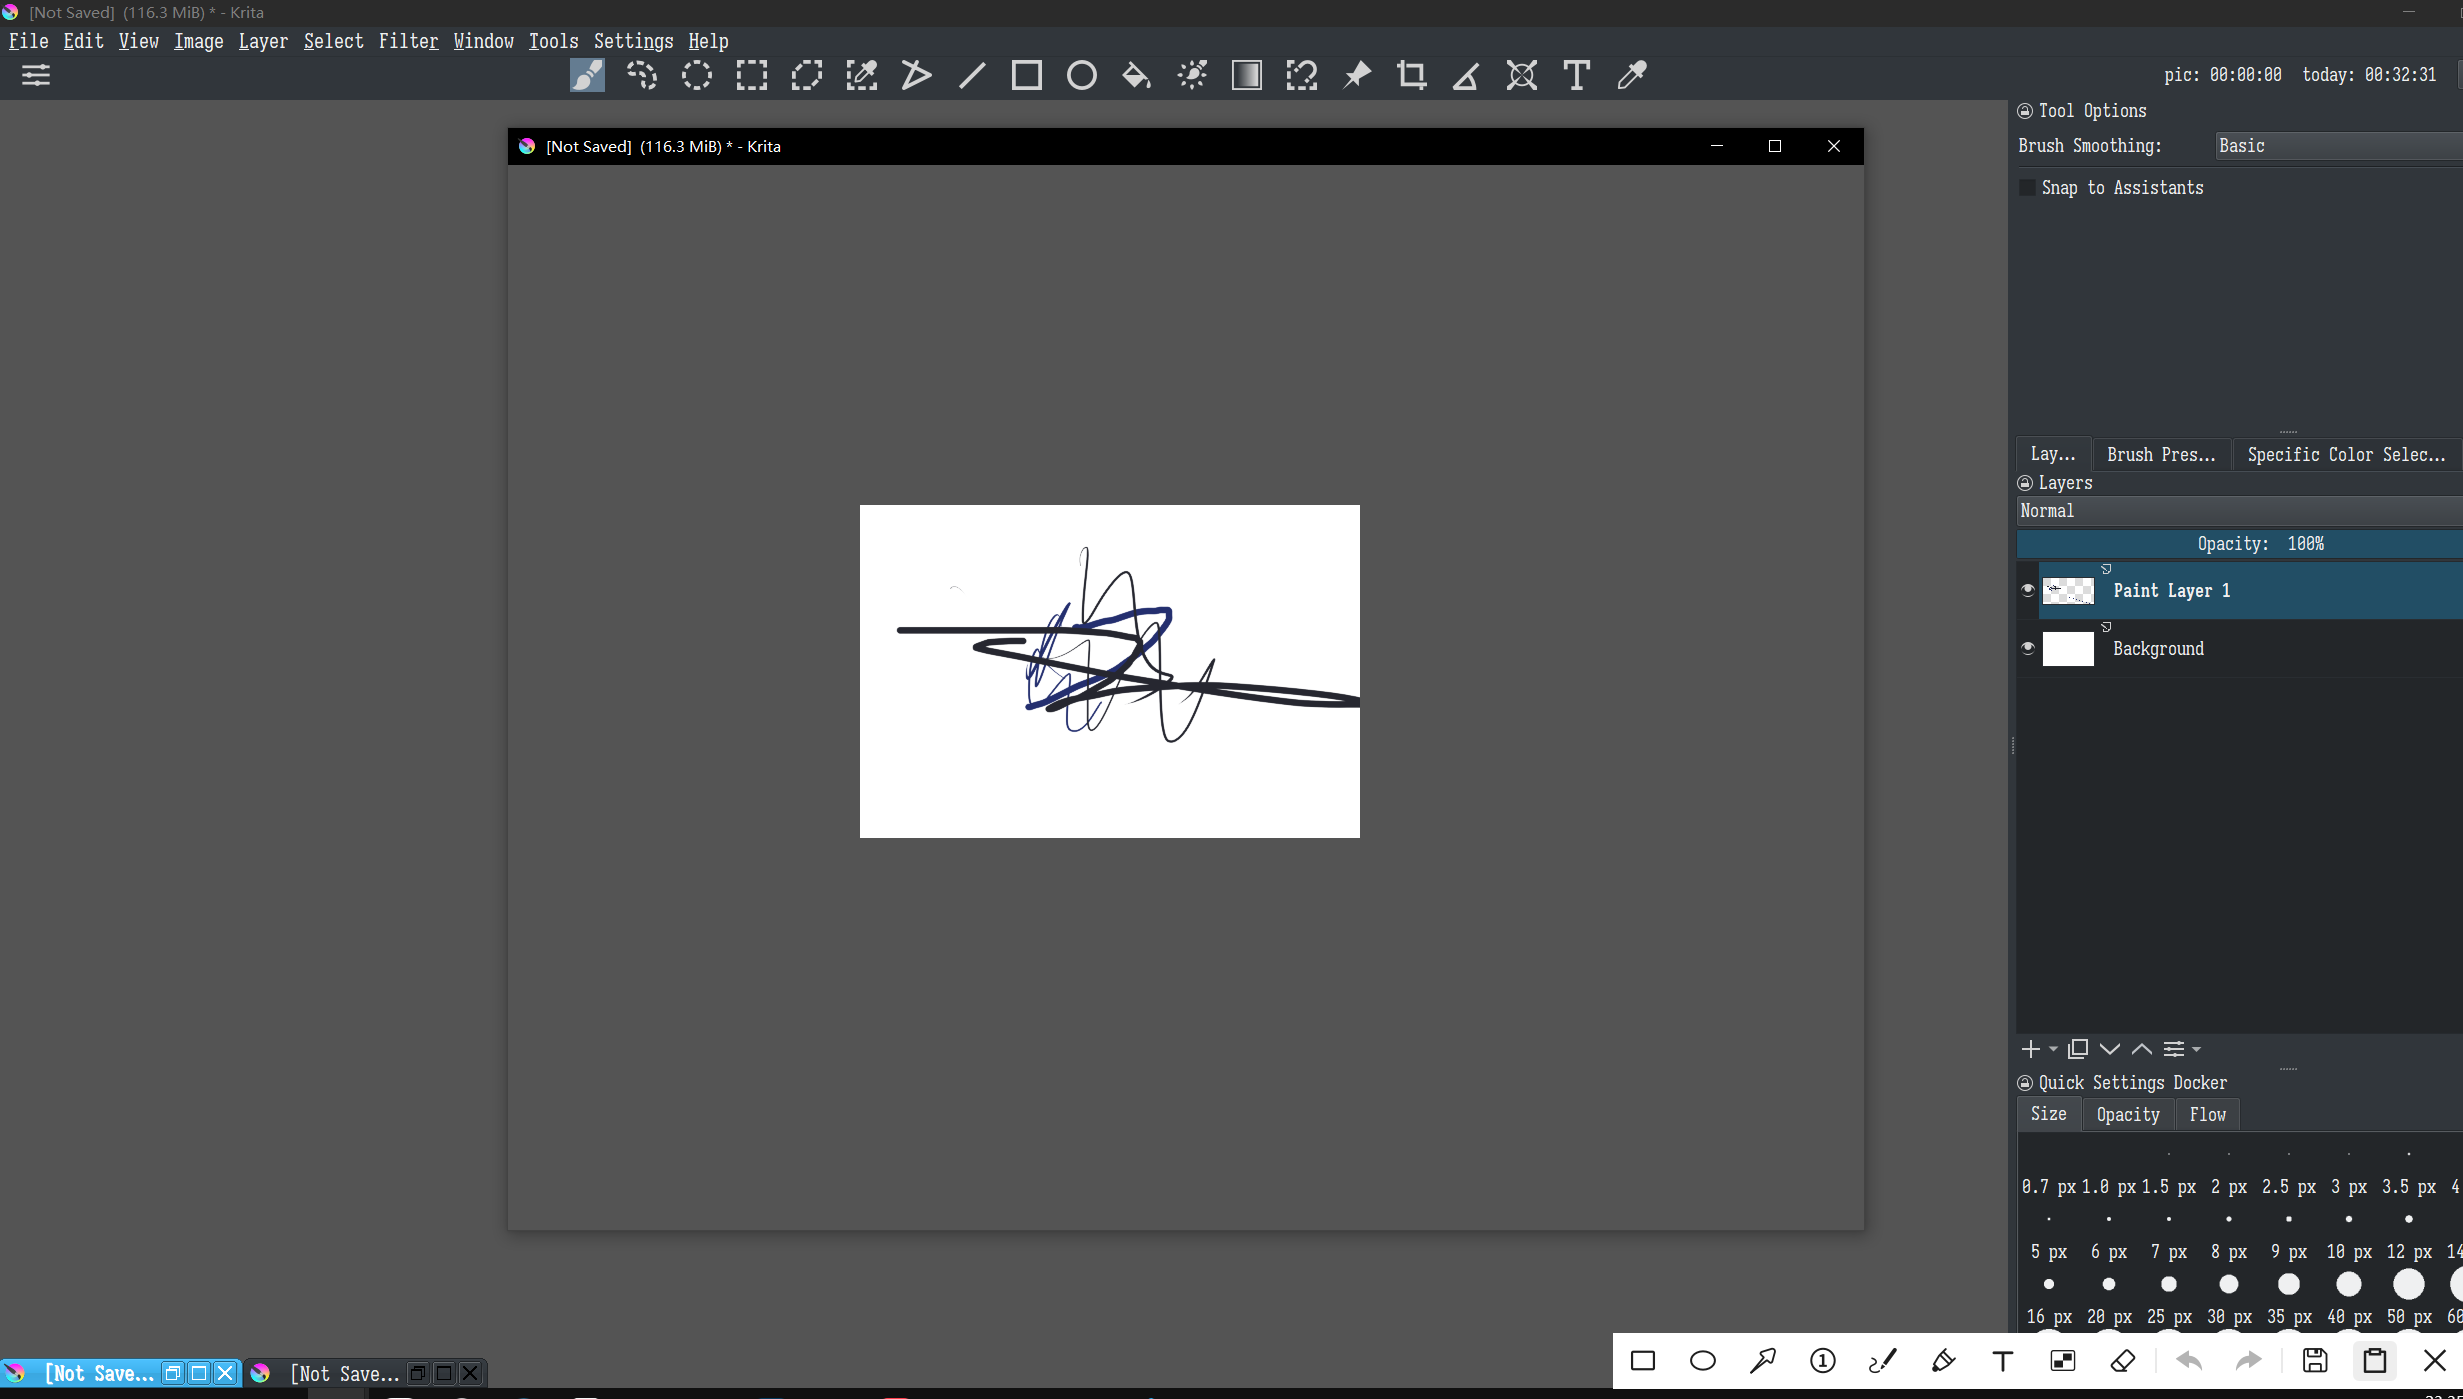 [Not Saved]  (116.3 MiB) * - Krita
File Edit View Image Layer Select Filter Window Tools Settings Help
pic: 00:00:00  today: 00:32:31
Tool Options
[Not Saved]  (116.3 MiB) * - Krita
Brush Smoothing: Basic
Snap to Assistants
Lay... Brush Pres... Specific Color Selec...
Layers
Normal
Opacity:  100%
Paint Layer 1
Background
Quick Settings Docker
Size Opacity Flow
0.7 px 1.0 px 1.5 px 2 px 2.5 px 3 px 3.5 px 4
5 px 6 px 7 px 8 px 9 px 10 px 12 px 14
16 px 20 px 25 px 30 px 35 px 40 px 50 px 60
[Not Save... [Not Save...